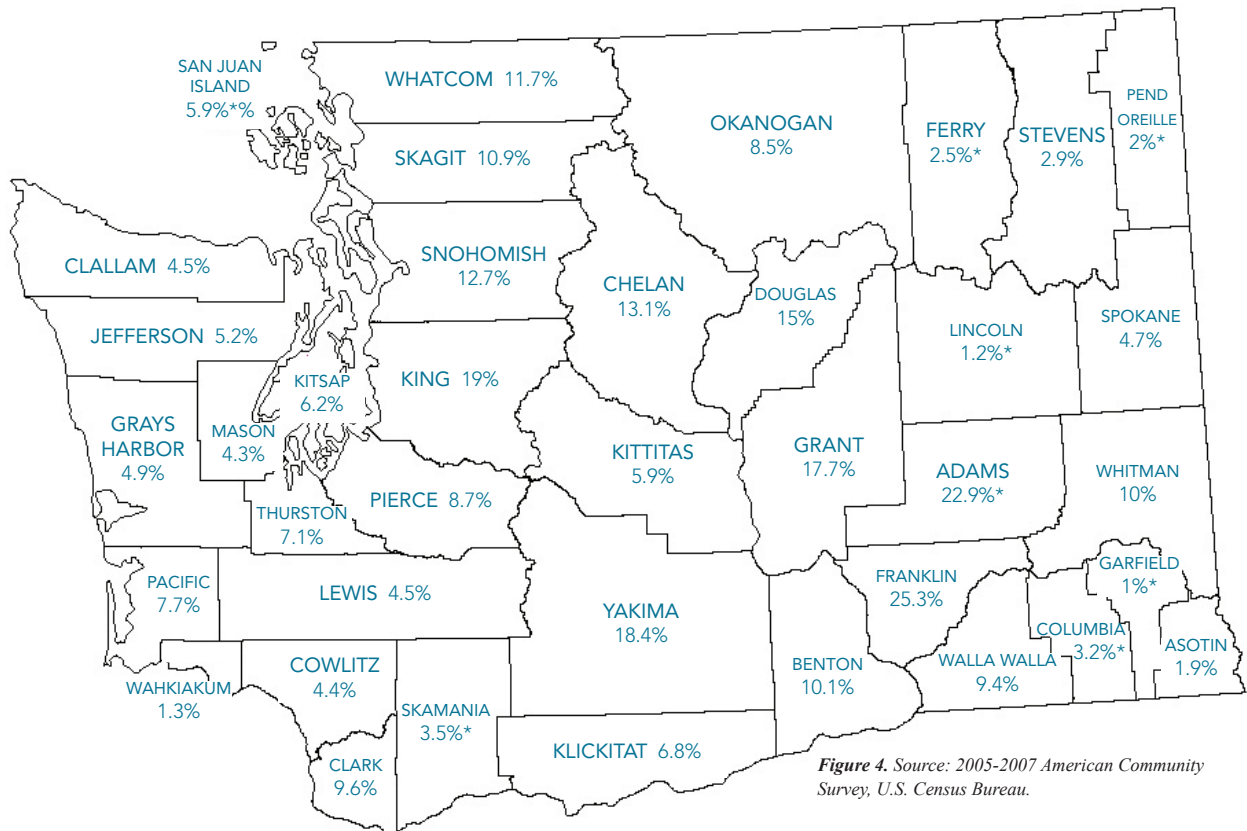 SAN JUAN
ISLAND
5.9%*%
WHATCOM 11.7%
SKAGIT 10.9%
OKANOGAN
8.5%
FERRY
2.5%*
STEVENS
2.9%
PEND
OREILLE
2%*
CLALLAM 4.5%
SNOHOMISH
12.7%
CHELAN
13.1%
DOUGLAS
15%
LINCOLN
1.2%*
SPOKANE
4.7%
JEFFERSON 5.2%
KITSAP
6.2%
KING 19%
GRAYS
HARBOR
4.9%
MASON
4.3%
KITTITAS
5.9%
GRANT
17.7%
ADAMS
22.9%*
WHITMAN
10%
THURSTON
7.1%
PIERCE 8.7%
PACIFIC
7.7%
LEWIS 4.5%
YAKIMA
18.4%
FRANKLIN
25.3%
GARFIELD
1%*
COLUMBIA
3.2%*
ASOTIN
1.9%
WAHKIAKUM
1.3%
COWLITZ
4.4%
SKAMANIA
3.5%*
BENTON
10.1%
WALLA WALLA
9.4%
CLARK
9.6%
KLICKITAT 6.8%
Figure 4. Source: 2005-2007 American Community
Survey, U.S. Census Bureau.